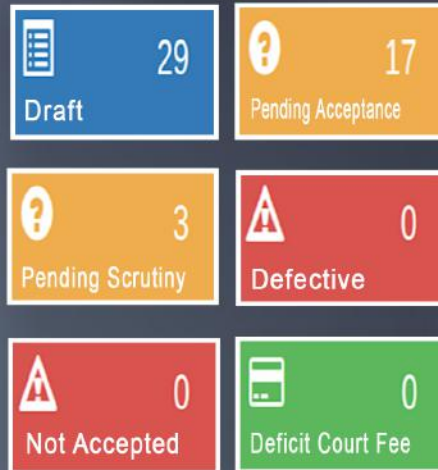 29
Draft
17
Pending Acceptance
3
Pending Scrutiny
0
Defective
0
Not Accepted
0
Deficit Court Fee